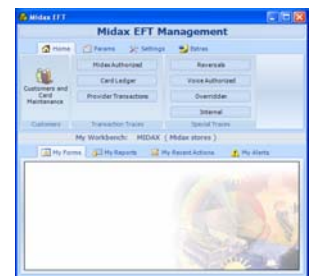 Midax EFT
Midax EFT Management
Home Params Settings Extras
Customers and Card Maintenance
Midax Authorized
Card Ledger
Provider Transactions
Reversals
Voice Authorized
Overridden
Internal
Customers Transaction Traces Special Traces
My Workbench: MIDAX ( Midax stores )
My Forms My Reports My Recent Actions My Alerts